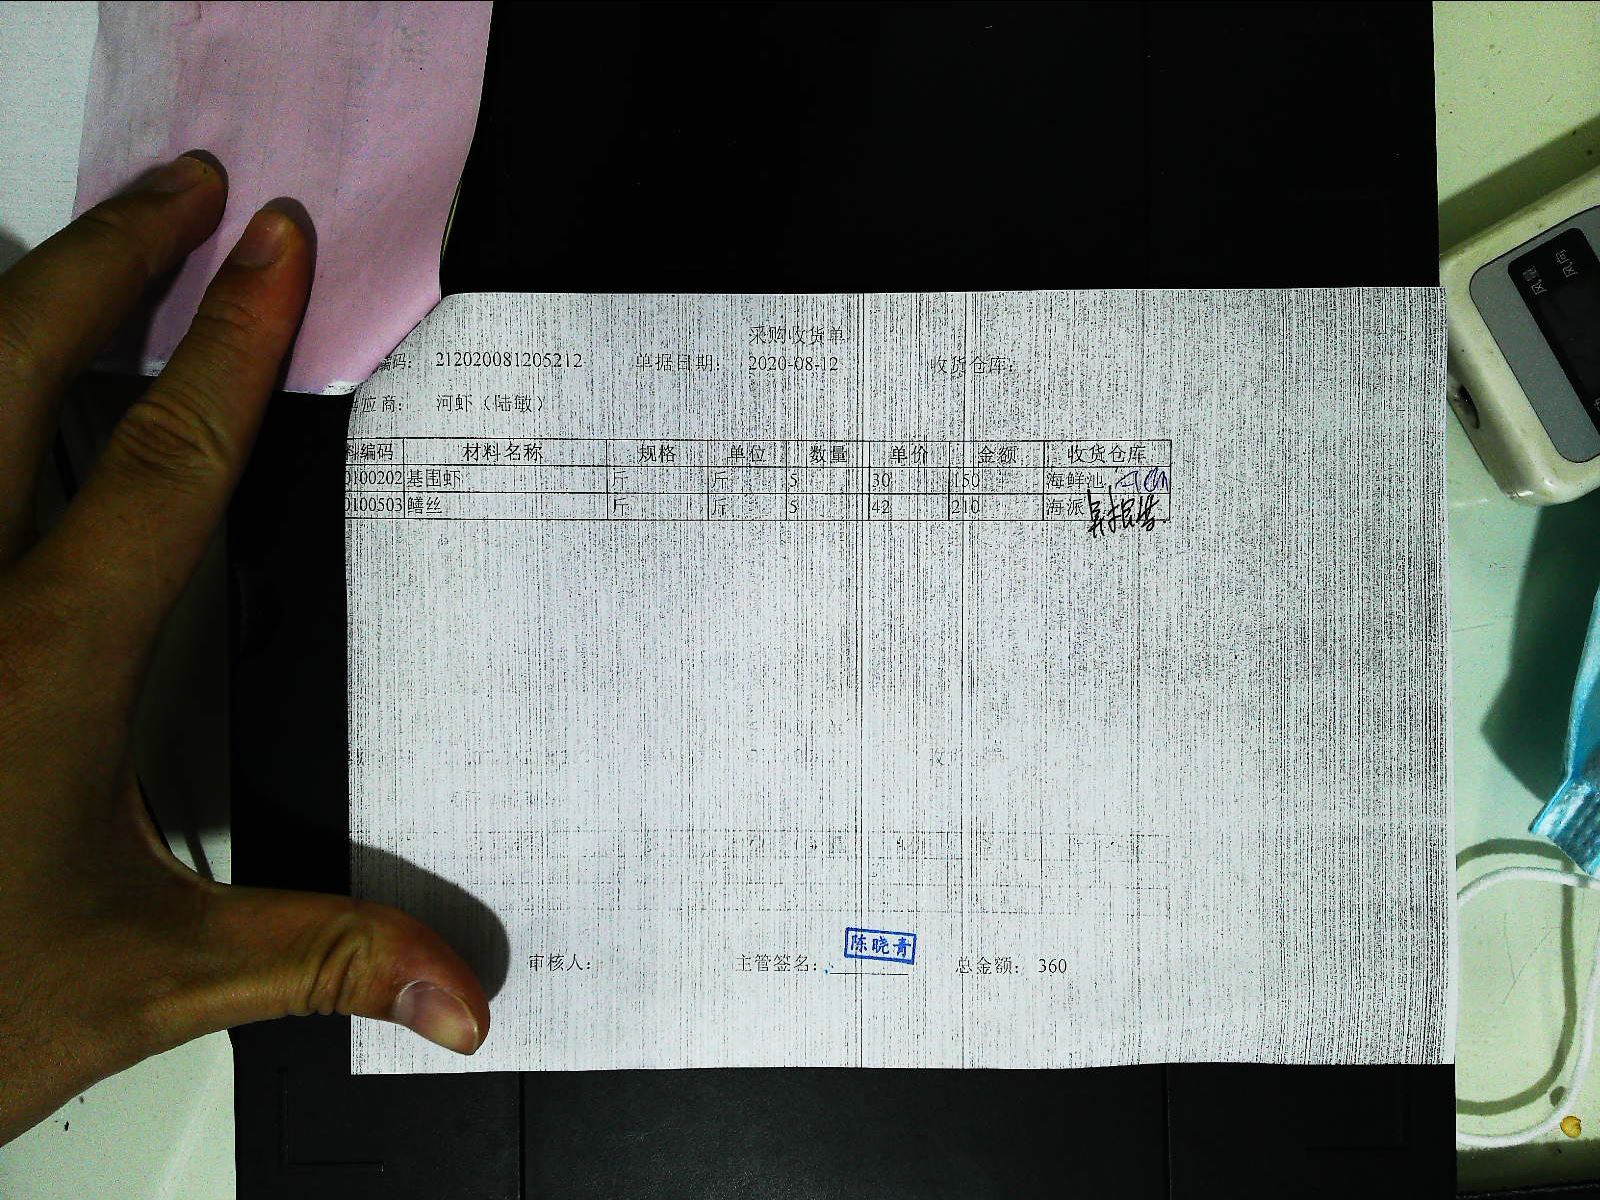 采购收货单
编码： 212020081205212 单据日期： 2020-08-12 收货仓库：
应商： 河虾（陆敏）
编码 材料名称 规格 单位 数量 单价 金额 收货仓库
0100202 基围虾 斤 斤 5 30 150 海鲜池
0100503 鳝丝 斤 斤 5 42 210 海派
陈晓青
审核人： 主管签名： 总金额： 360
风量 风向